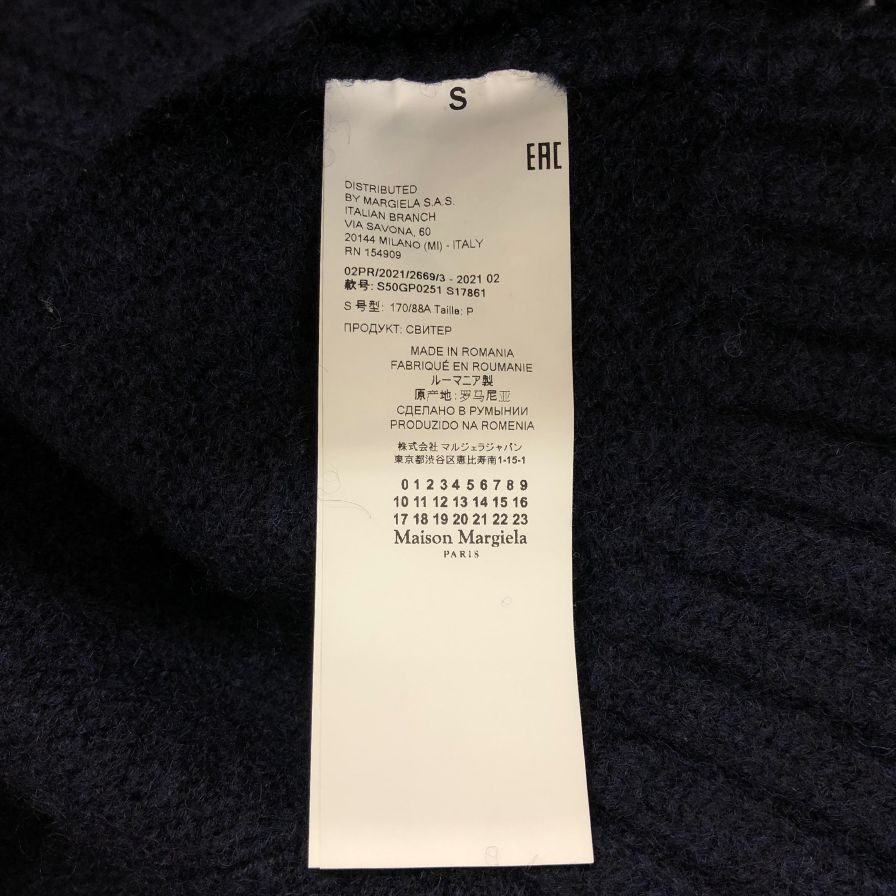 S
EAC
DISTRIBUTED
BY MARGIELA S.A.S.
ITALIAN BRANCH
VIA SAVONA, 60
20144 MILANO (MI) - ITALY
RN 154909
02PR/2021/2669/3 - 2021 02
款号: S50GP0251 S17861
S 号型: 170/88A Taille: P
ПРОДУКТ: СВИТЕР
MADE IN ROMANIA
FABRIQUÉ EN ROUMANIE
ルーマニア製
原产地: 罗马尼亚
СДЕЛАНО В РУМЫНИИ
PRODUZIDO NA ROMENIA
株式会社 マルジェラジャパン
東京都渋谷区恵比寿南1-15-1
0 1 2 3 4 5 6 7 8 9
10 11 12 13 14 15 16
17 18 19 20 21 22 23
Maison Margiela
PARIS